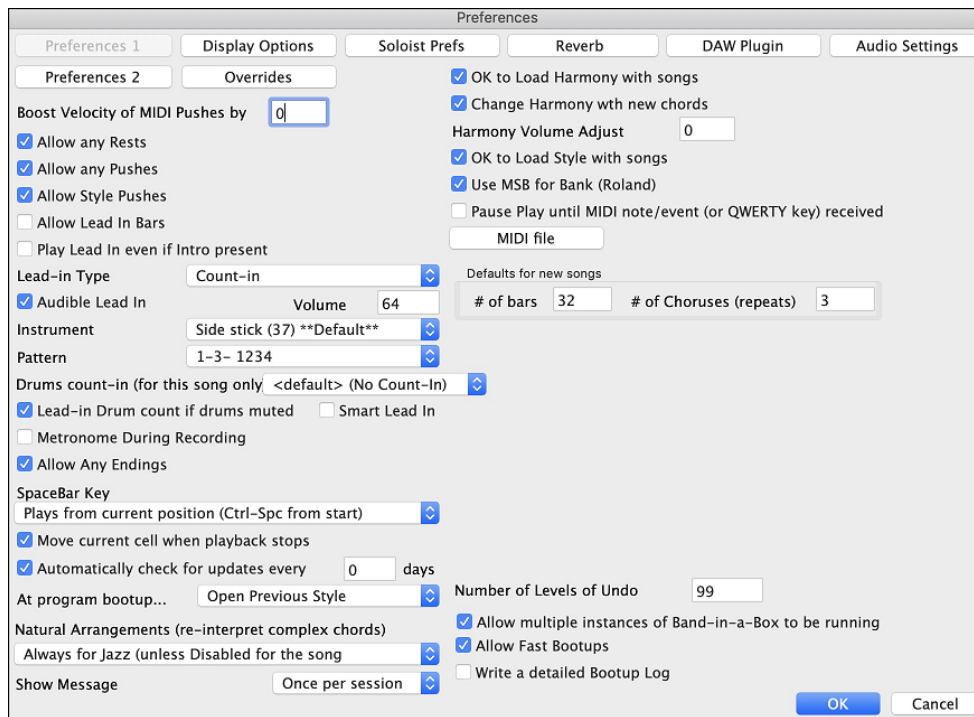 Preferences
Preferences 1
Display Options
Soloist Prefs
Reverb
DAW Plugin
Audio Settings
Preferences 2
Overrides
Boost Velocity of MIDI Pushes by 0
Allow any Rests
Allow any Pushes
Allow Style Pushes
Allow Lead In Bars
Play Lead In even if Intro present
Lead-in Type Count-in
Audible Lead In Volume 64
Instrument Side stick (37) **Default**
Pattern 1-3- 1234
Drums count-in (for this song only <default> (No Count-In)
Lead-in Drum count if drums muted Smart Lead In
Metronome During Recording
Allow Any Endings
SpaceBar Key
Plays from current position (Ctrl-Spc from start)
Move current cell when playback stops
Automatically check for updates every 0 days
At program bootup... Open Previous Style
Natural Arrangements (re-interpret complex chords)
Always for Jazz (unless Disabled for the song
Show Message Once per session
OK to Load Harmony with songs
Change Harmony wth new chords
Harmony Volume Adjust 0
OK to Load Style with songs
Use MSB for Bank (Roland)
Pause Play until MIDI note/event (or QWERTY key) received
MIDI file
Defaults for new songs
# of bars 32 # of Choruses (repeats) 3
Number of Levels of Undo 99
Allow multiple instances of Band-in-a-Box to be running
Allow Fast Bootups
Write a detailed Bootup Log
OK
Cancel